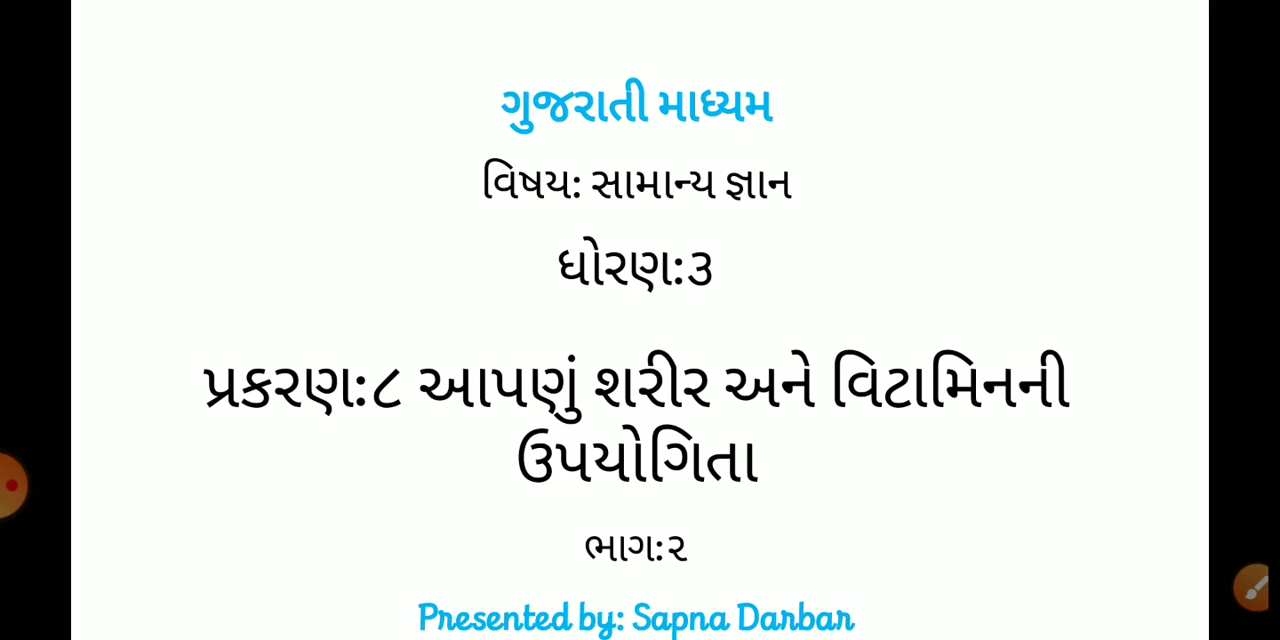 ગુજરાતી માધ્યમ
વિષય: સામાન્ય જ્ઞાન
ધોરણ:૩
પ્રકરણ:૮ આપણું શરીર અને વિટામિનની
ઉપયોગિતા
ભાગ:૨
Presented by: Sapna Darbar